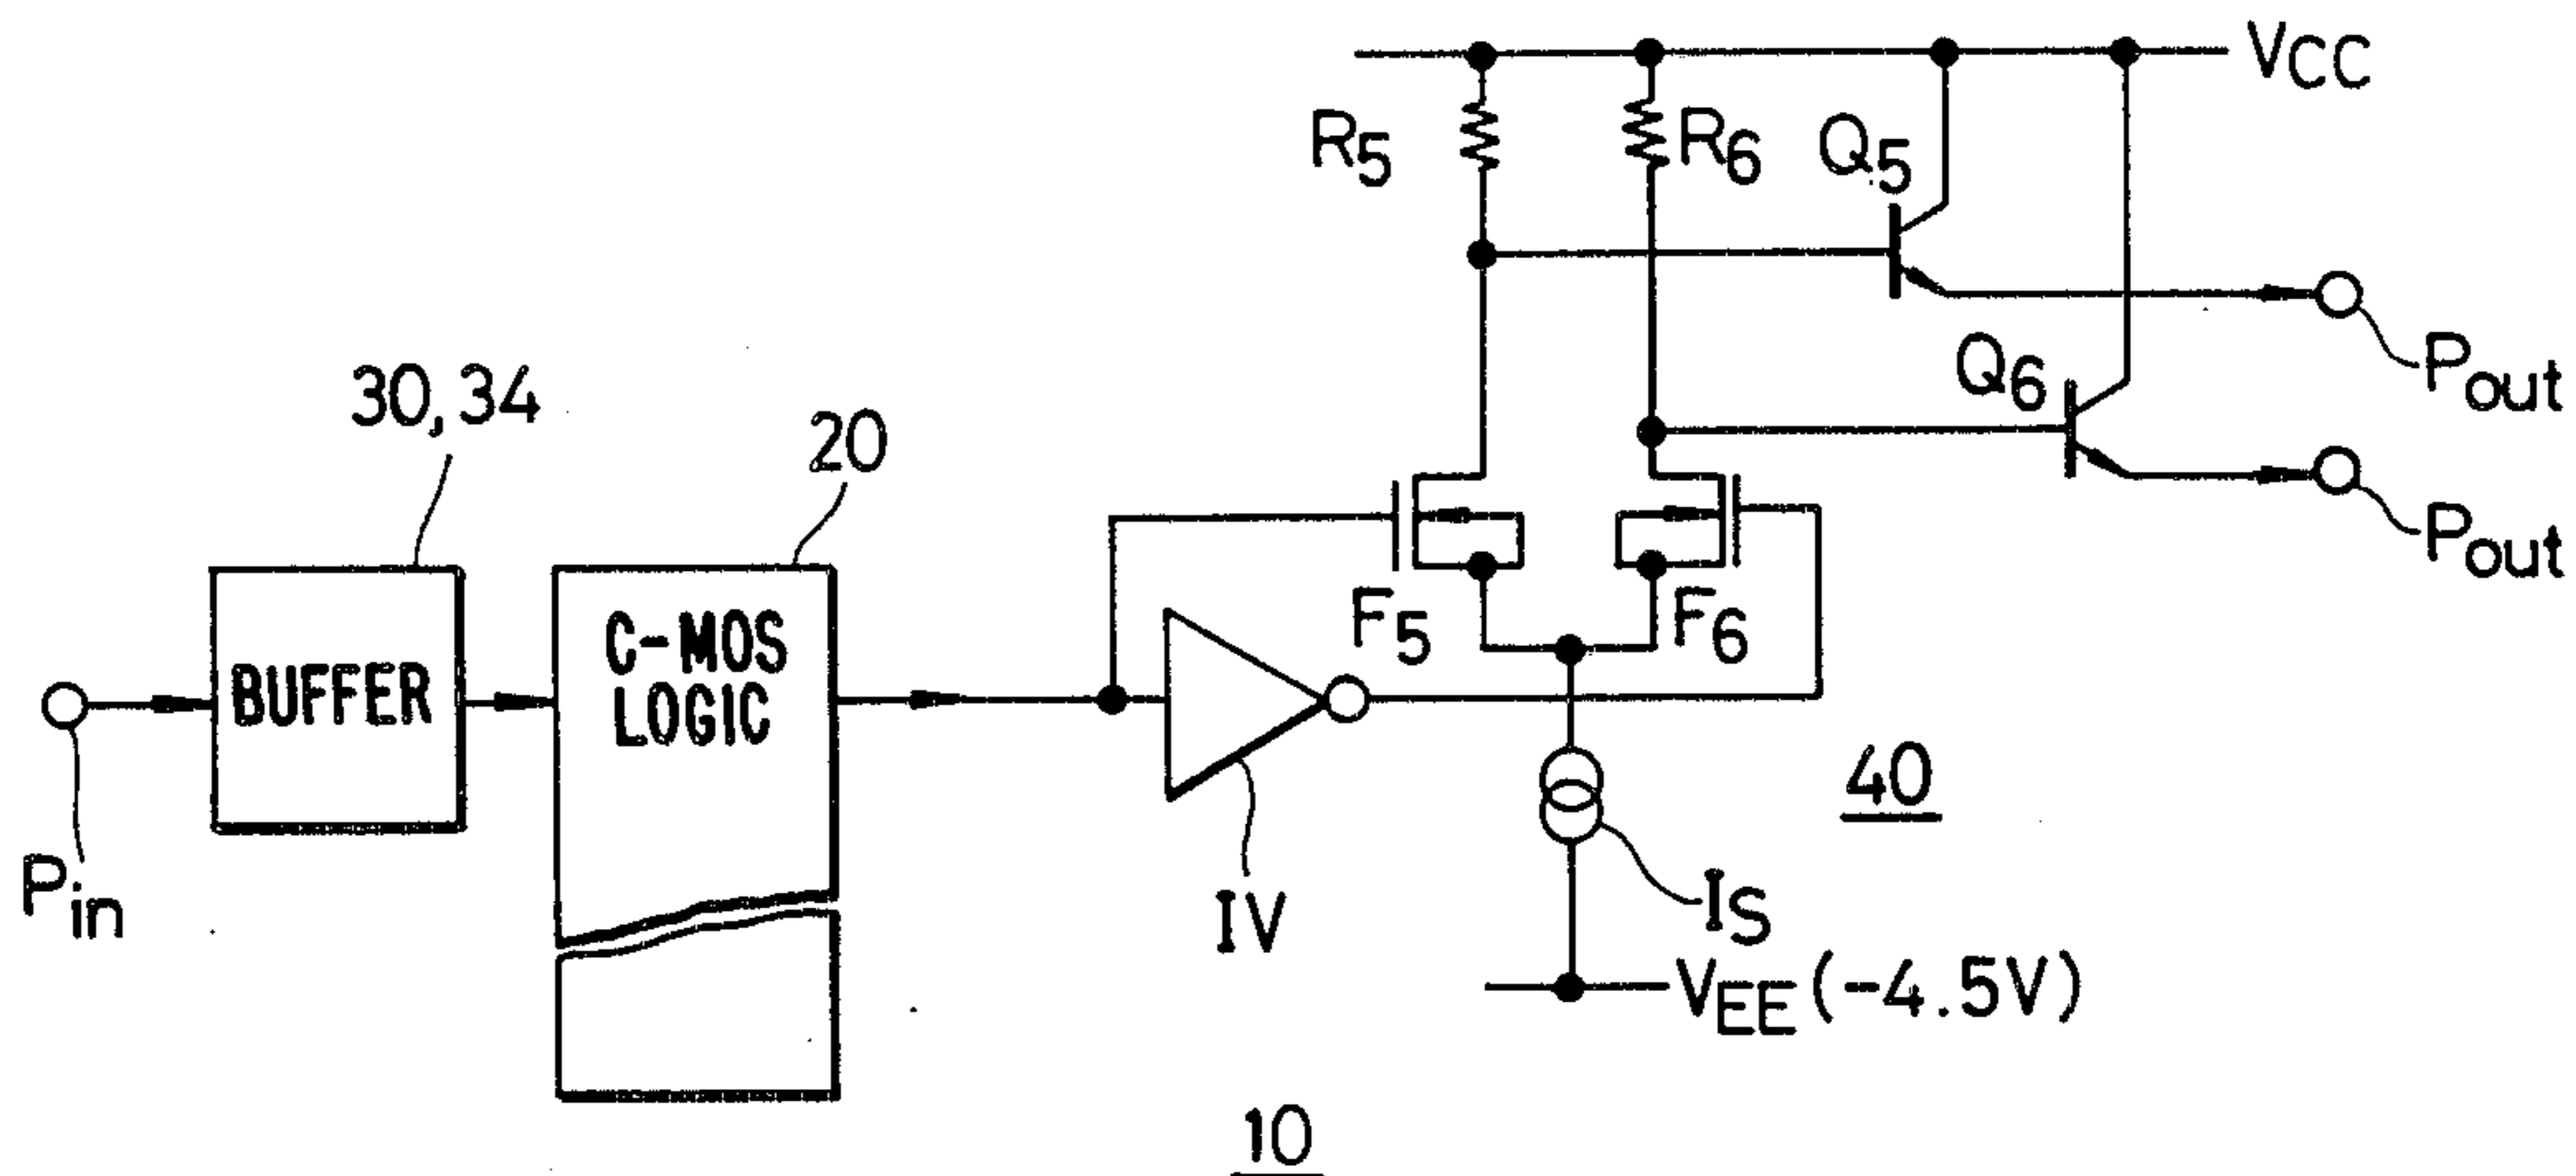 VCC
R5
R6
Q5
Pout
Q6
Pout
30, 34
20
BUFFER
C-MOS
LOGIC
F5
F6
Pin
IV
40
IS
VEE (-4.5V)
10